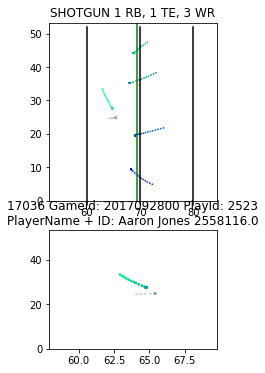 SHOTGUN 1 RB, 1 TE, 3 WR
50
40
30
20
10
0
60 70 80
17036 GameId: 2017092800 PlayId: 2523
PlayerName + ID: Aaron Jones 2558116.0
40
20
0
60.0 62.5 65.0 67.5